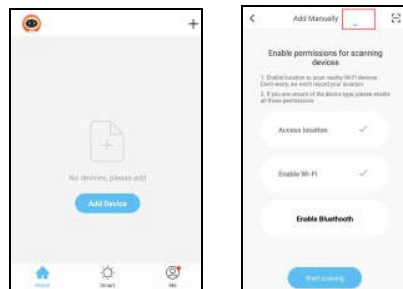 No devices, please add
Add Device
Home
Smart
Me
Add Manually
Enable permissions for scanning
devices
1. Enable location to scan nearby Wi-Fi devices.
Don't worry, we won't record your location.
2. If you are unsure of the device type, please enable
all these permissions
Access location
Enable Wi-Fi
Enable Bluethooth
Start scanning